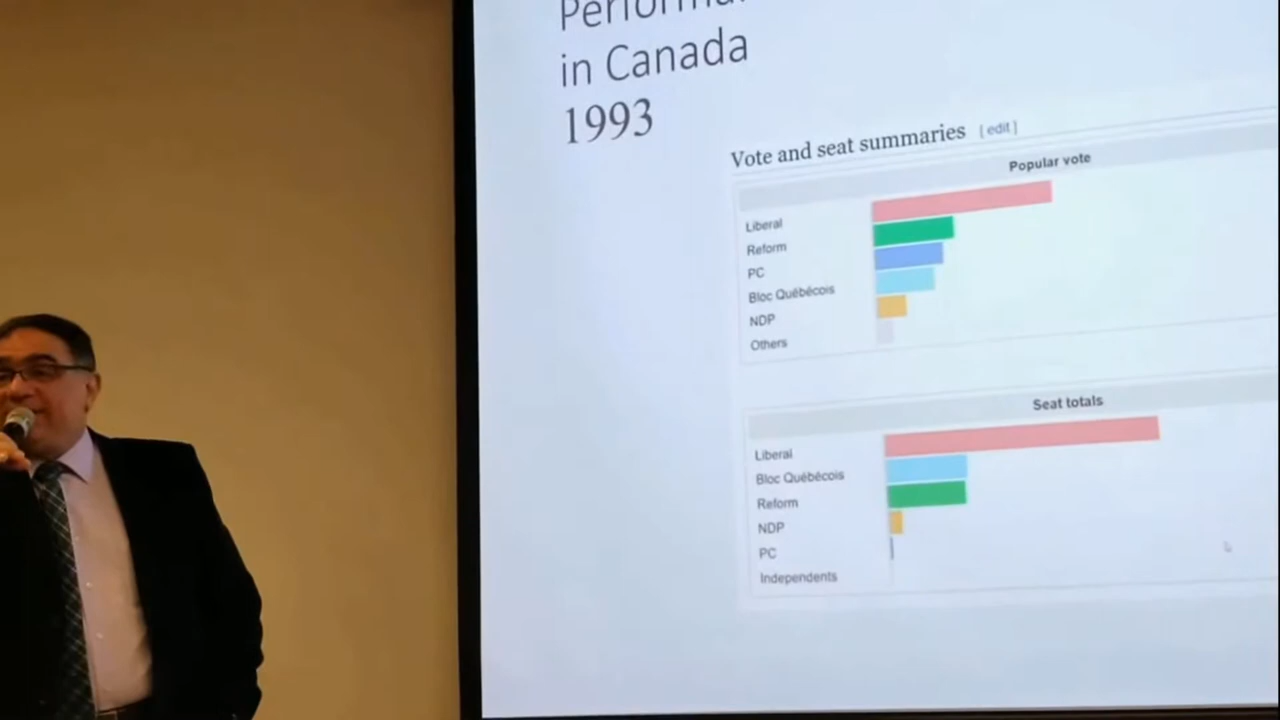 in Canada
1993
Vote and seat summaries [ edit ]
Popular vote
Liberal
Reform
PC
Bloc Québécois
NDP
Others
Seat totals
Liberal
Bloc Québécois
Reform
NDP
PC
Independents